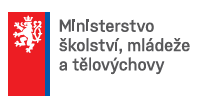 Ministerstvo
školství, mládeže
a tělovýchovy